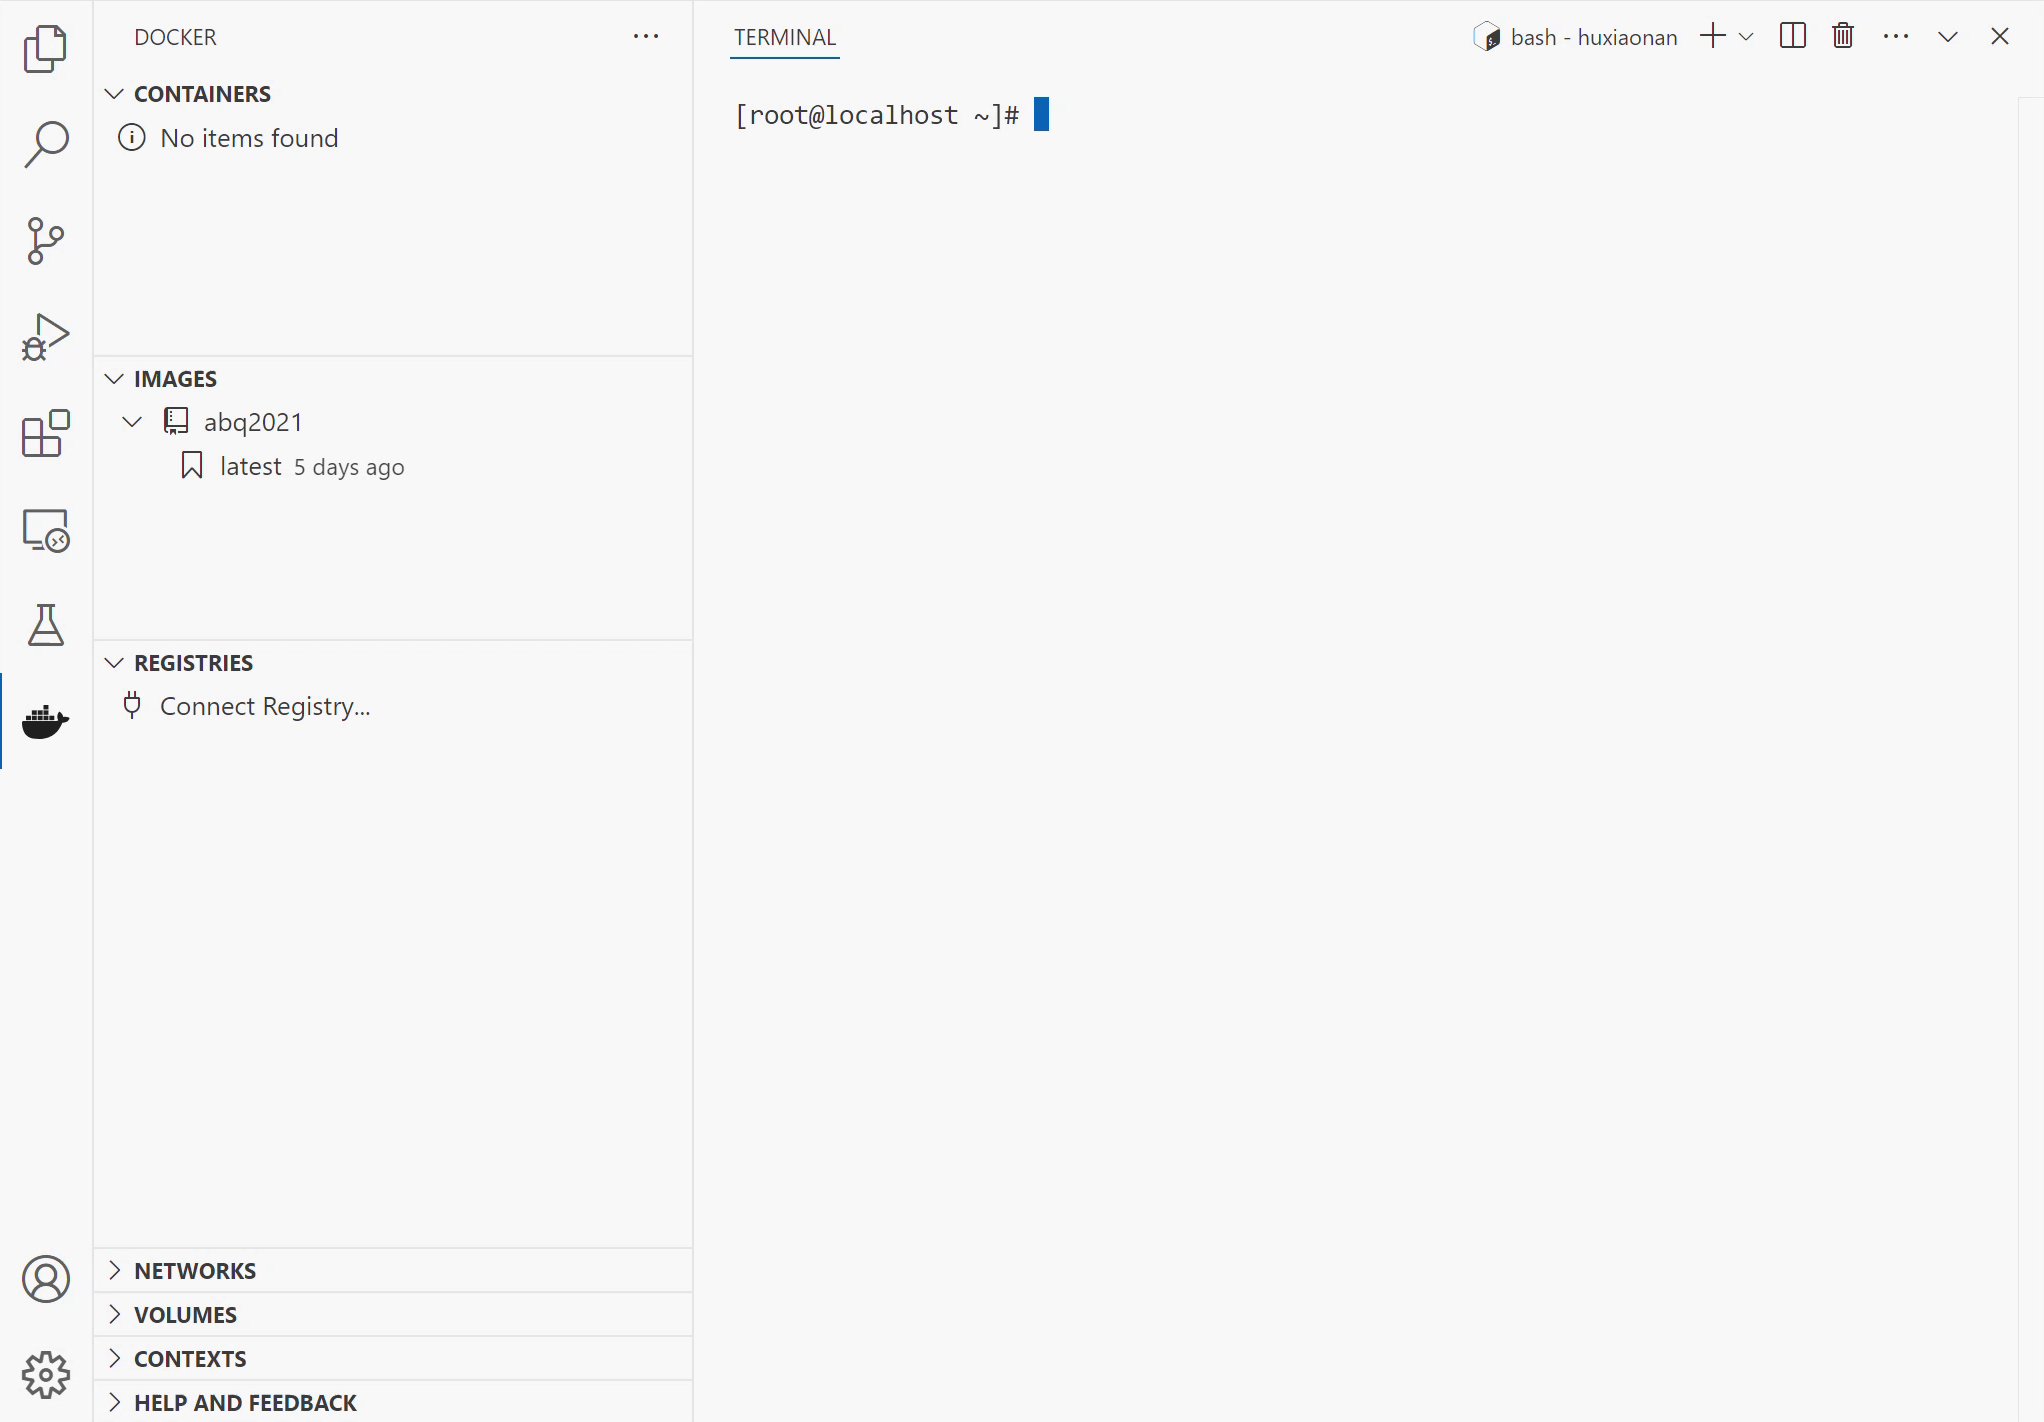 DOCKER
CONTAINERS
No items found
IMAGES
abq2021
latest 5 days ago
REGISTRIES
Connect Registry...
NETWORKS
VOLUMES
CONTEXTS
HELP AND FEEDBACK
TERMINAL
bash - huxiaonan
[root@localhost ~]#